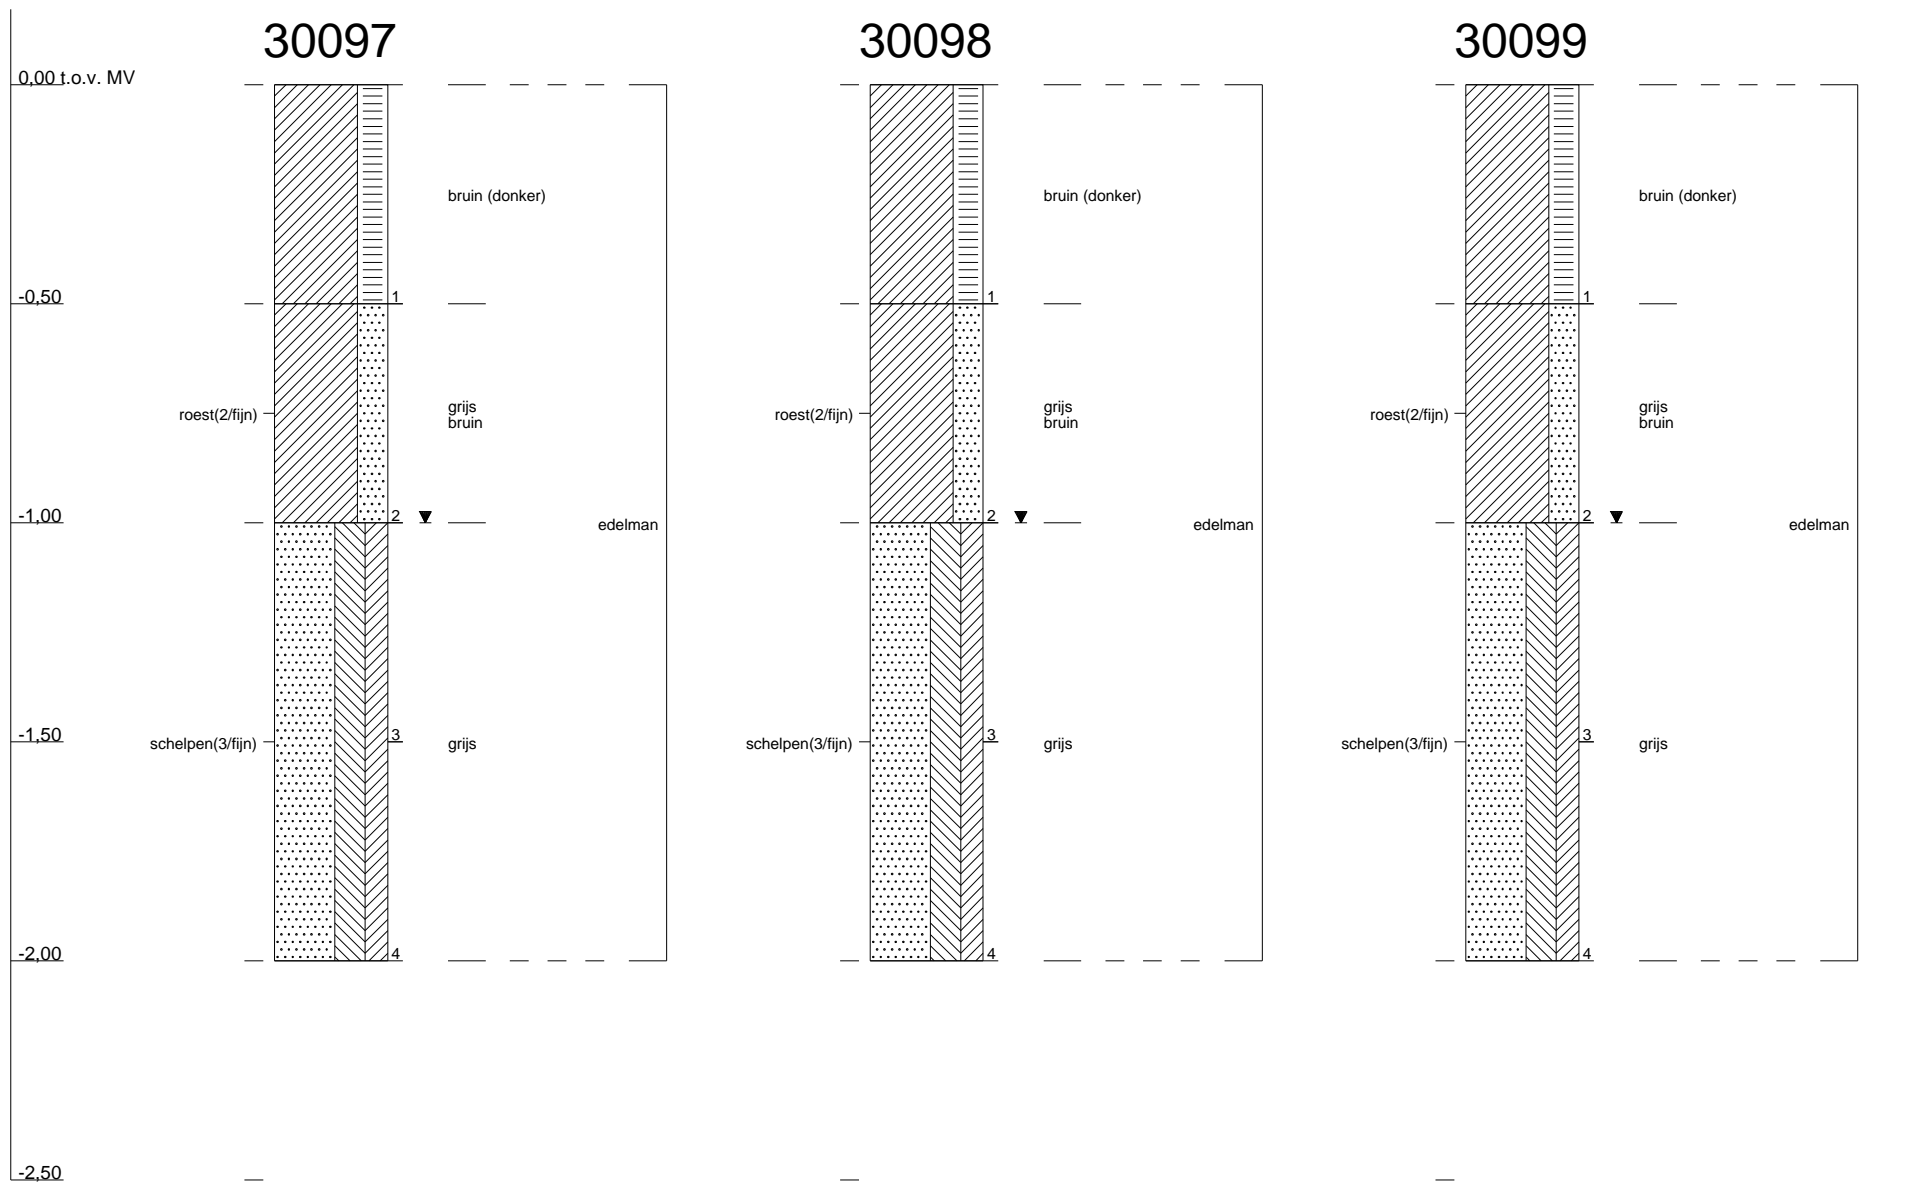 30097 30098 30099
0,00 t.o.v. MV
bruin (donker) bruin (donker) bruin (donker)
-0,50 1 1 1
roest(2/fijn) grijs roest(2/fijn) grijs roest(2/fijn) grijs
bruin bruin bruin
-1,00 2 2 2
edelman edelman edelman
-1,50 3 3 3
schelpen(3/fijn) grijs schelpen(3/fijn) grijs schelpen(3/fijn) grijs
-2,00 4 4 4
-2,50